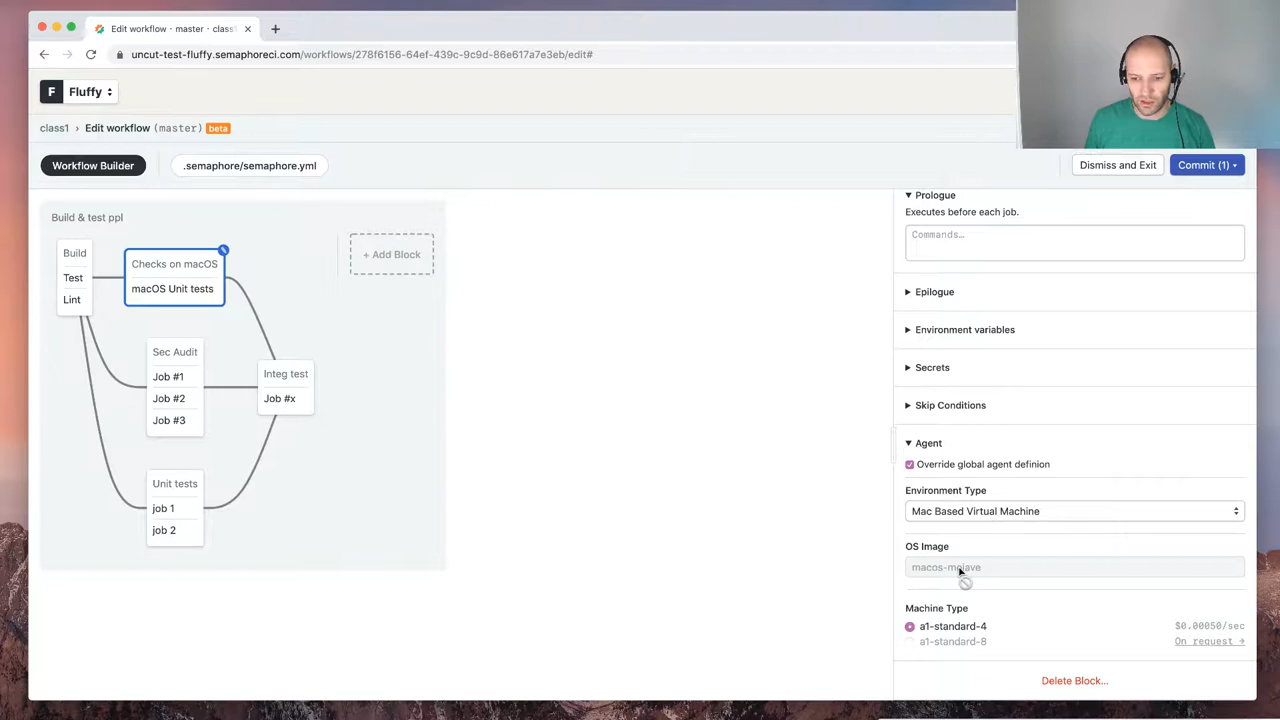 Edit workflow · master · class1
uncut-test-fluffy.semaphoreci.com/workflows/278f6156-64ef-439c-9c9d-86e617a7e3eb/edit#
F Fluffy
class1 › Edit workflow (master) beta
Workflow Builder
.semaphore/semaphore.yml
Dismiss and Exit
Commit (1)
Build & test ppl
Build
Test
Lint
Checks on macOS
macOS Unit tests
+ Add Block
Sec Audit
Job #1
Job #2
Job #3
Integ test
Job #x
Unit tests
job 1
job 2
Prologue
Executes before each job.
Commands…
Epilogue
Environment variables
Secrets
Skip Conditions
Agent
Override global agent definion
Environment Type
Mac Based Virtual Machine
OS Image
macos-mojave
Machine Type
a1-standard-4 $0.00050/sec
a1-standard-8 On request →
Delete Block...